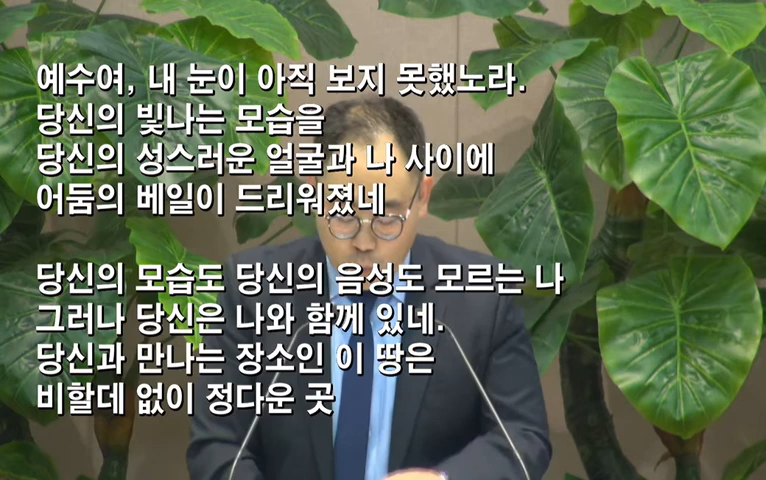 예수여, 내 눈이 아직 보지 못했노라.
당신의 빛나는 모습을
당신의 성스러운 얼굴과 나 사이에
어둠의 베일이 드리워졌네
당신의 모습도 당신의 음성도 모르는 나
그러나 당신은 나와 함께 있네.
당신과 만나는 장소인 이 땅은
비할데 없이 정다운 곳